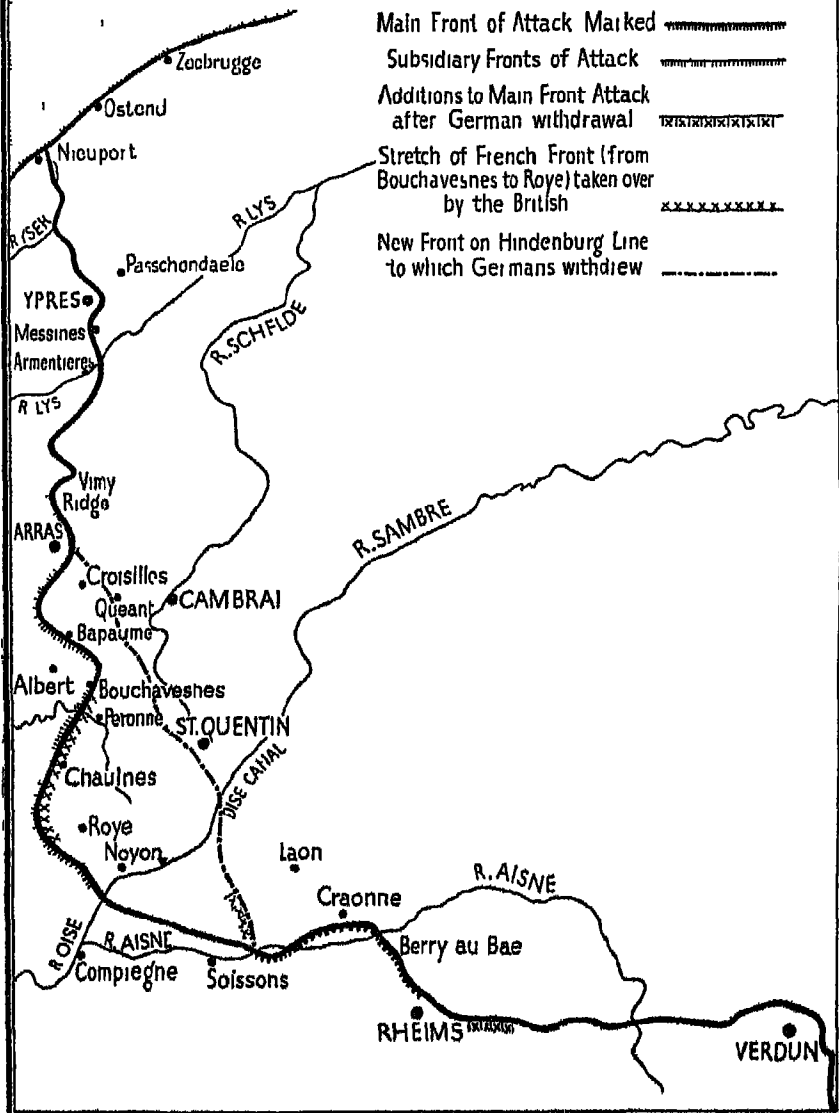 Main Front of Attack Marked
Subsidiary Fronts of Attack
Additions to Main Front Attack
after German withdrawal
Stretch of French Front (from
Bouchavesnes to Roye) taken over
by the British
New Front on Hindenburg Line
to which Germans withdrew
Zeebrugge
Ostend
Nieuport
R YSER
R LYS
Passchondaele
YPRES
Messines
Armentieres
R. SCHELDE
R LYS
Vimy
Ridge
ARRAS
R. SAMBRE
Croisilles
Queant
CAMBRAI
Bapaume
Albert
Bouchavesnes
Peronne
ST. QUENTIN
Chaulnes
OISE CANAL
Roye
Noyon
Laon
Craonne
R. AISNE
R OISE
R. AISNE
Berry au Bac
Compiegne
Soissons
RHEIMS
VERDUN